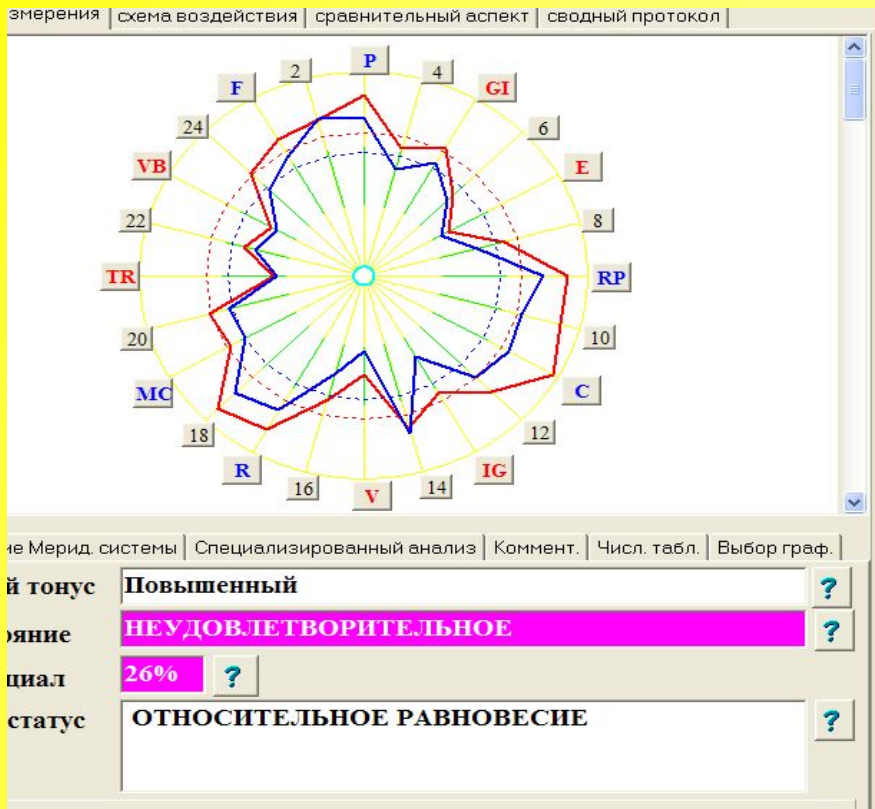 змерения схема воздействия сравнительный аспект сводный протокол
P
2 4
F GI
24 6
VB E
22 8
TR RP
20 10
MC C
18 12
R IG
16 14
V
ие Мерид. системы Специализированный анализ Коммент. Числ. табл. Выбор граф.
й тонус Повышенный ?
ояние НЕУДОВЛЕТВОРИТЕЛЬНОЕ ?
циал 26% ?
статус ОТНОСИТЕЛЬНОЕ РАВНОВЕСИЕ ?